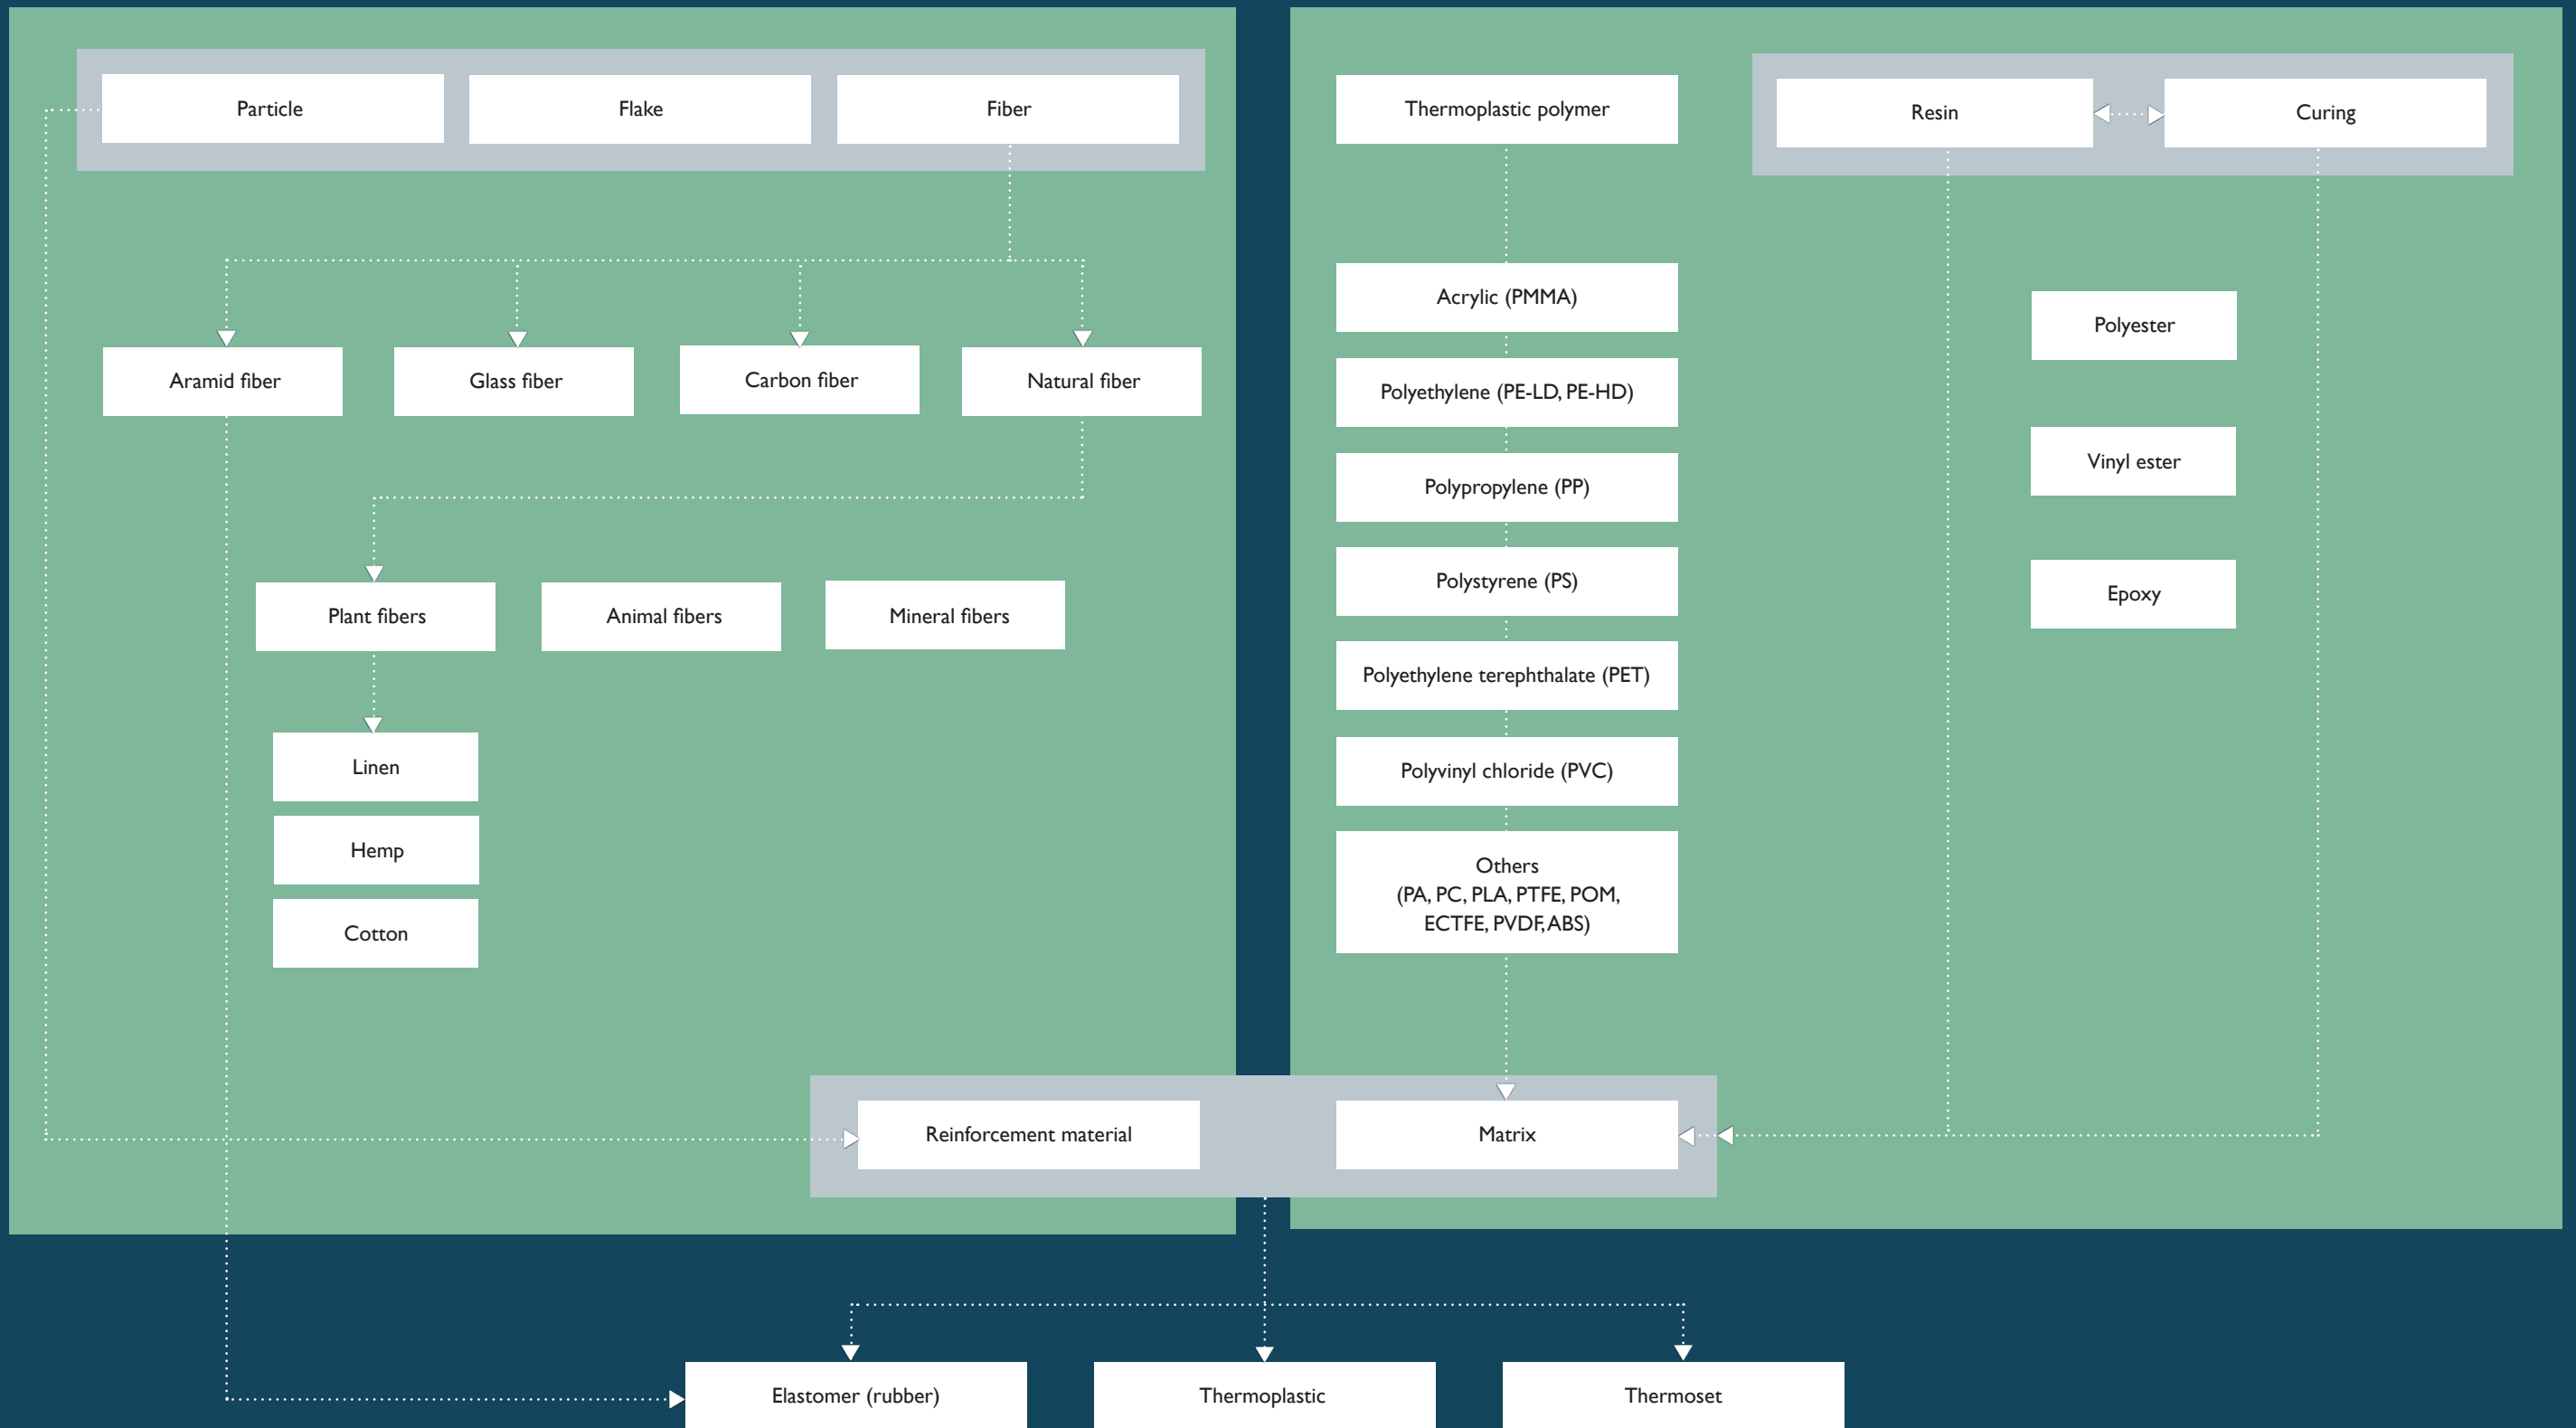 Particle
Flake
Fiber
Thermoplastic polymer
Resin
Curing
Aramid fiber
Glass fiber
Carbon fiber
Natural fiber
Plant fibers
Animal fibers
Mineral fibers
Linen
Hemp
Cotton
Acrylic (PMMA)
Polyethylene (PE-LD, PE-HD)
Polypropylene (PP)
Polystyrene (PS)
Polyethylene terephthalate (PET)
Polyvinyl chloride (PVC)
Others
(PA, PC, PLA, PTFE, POM,
ECTFE, PVDF, ABS)
Polyester
Vinyl ester
Epoxy
Reinforcement material
Matrix
Elastomer (rubber)
Thermoplastic
Thermoset